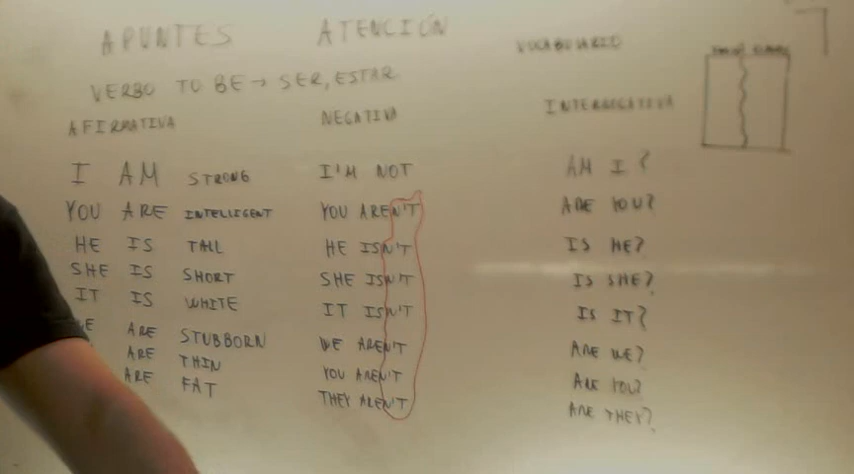 APUNTES ATENCIÓN
VOCABULARIO
VERBO TO BE → SER, ESTAR
AFIRMATIVA NEGATIVA INTERROGATIVA
I AM STRONG I'M NOT AM I?
YOU ARE INTELLIGENT YOU AREN'T ARE YOU?
HE IS TALL HE ISN'T IS HE?
SHE IS SHORT SHE ISN'T IS SHE?
IT IS WHITE IT ISN'T IS IT?
ARE STUBBORN WE AREN'T ARE WE?
ARE THIN YOU AREN'T ARE YOU?
ARE FAT THEY AREN'T ARE THEY?